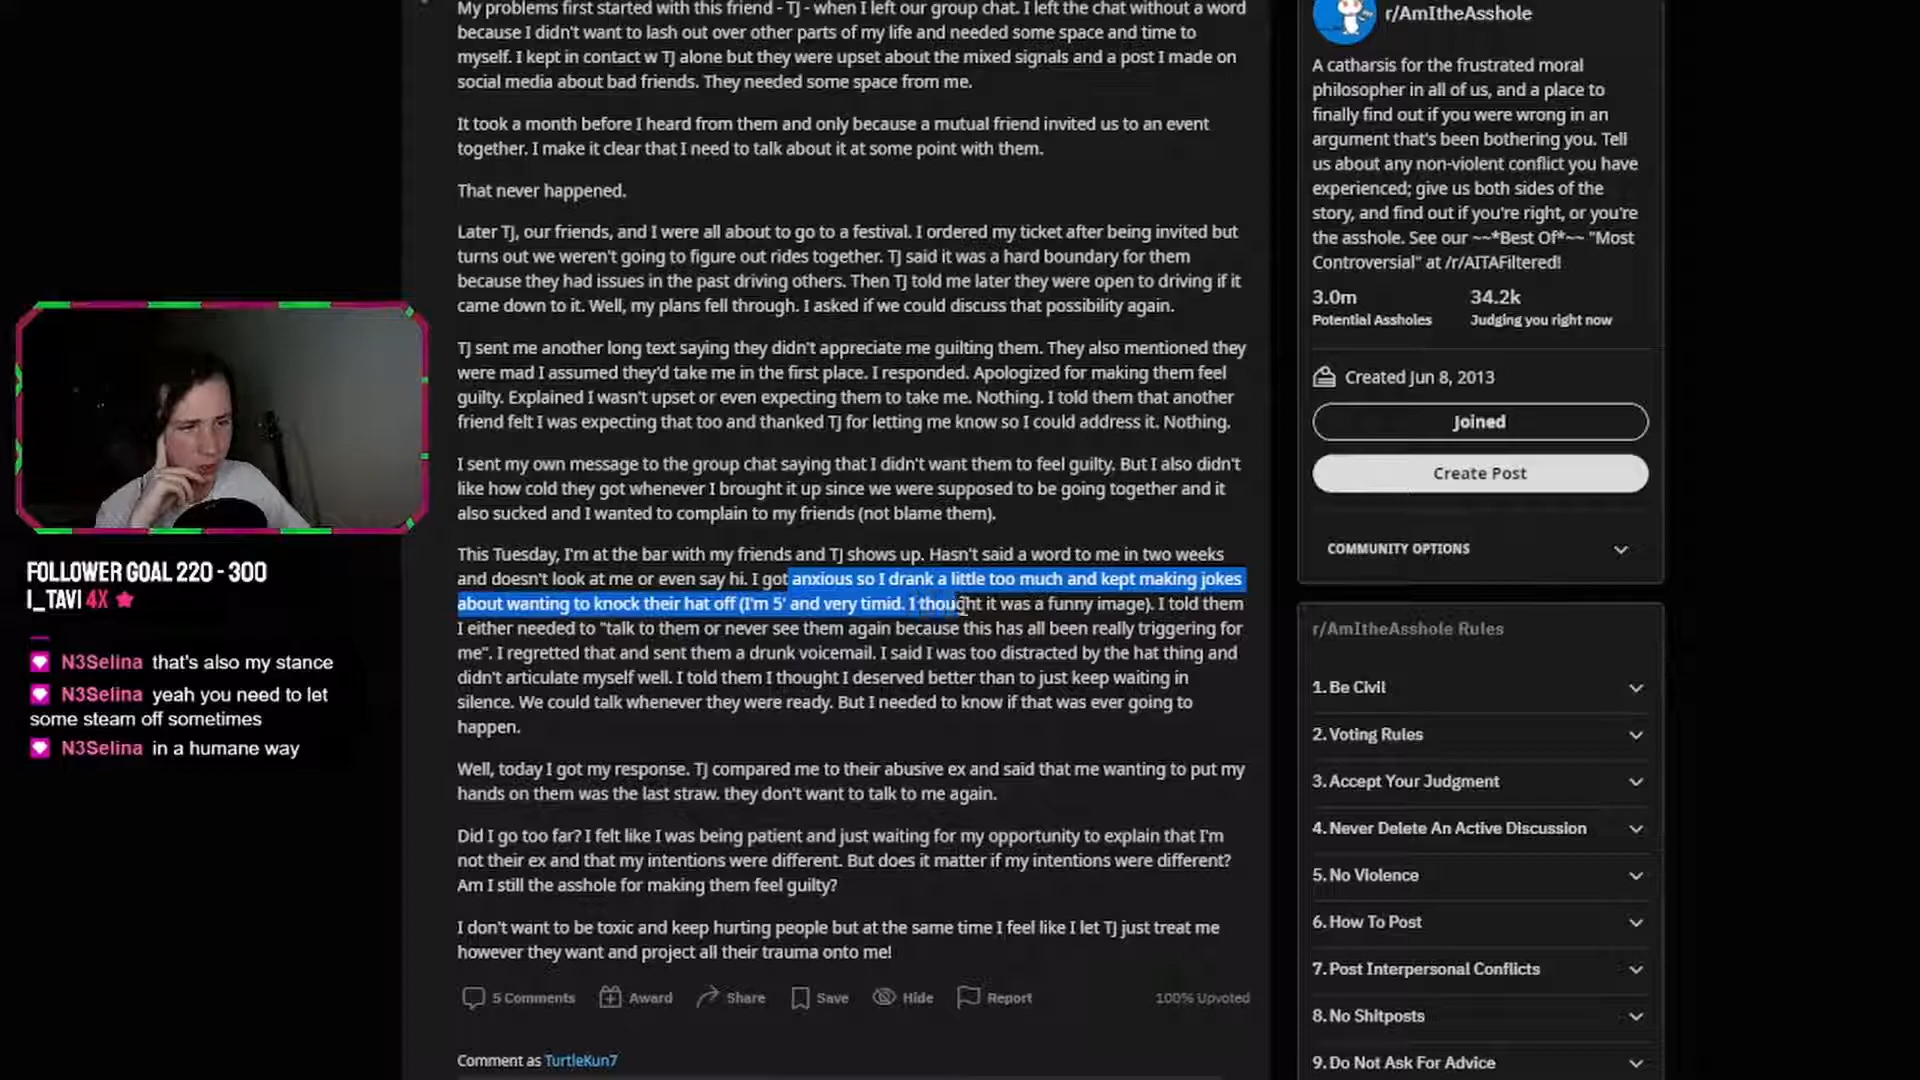 My problems first started with this friend - TJ - when I left our group chat. I left the chat without a word
because I didn't want to lash out over other parts of my life and needed some space and time to
myself. I kept in contact w TJ alone but they were upset about the mixed signals and a post I made on
social media about bad friends. They needed some space from me.
It took a month before I heard from them and only because a mutual friend invited us to an event
together. I make it clear that I need to talk about it at some point with them.
That never happened.
Later TJ, our friends, and I were all about to go to a festival. I ordered my ticket after being invited but
turns out we weren't going to figure out rides together. TJ said it was a hard boundary for them
because they had issues in the past driving others. Then TJ told me later they were open to driving if it
came down to it. Well, my plans fell through. I asked if we could discuss that possibility again.
TJ sent me another long text saying they didn't appreciate me guilting them. They also mentioned they
were mad I assumed they'd take me in the first place. I responded. Apologized for making them feel
guilty. Explained I wasn't upset or even expecting them to take me. Nothing. I told them that another
friend felt I was expecting that too and thanked TJ for letting me know so I could address it. Nothing.
I sent my own message to the group chat saying that I didn't want them to feel guilty. But I also didn't
like how cold they got whenever I brought it up since we were supposed to be going together and it
also sucked and I wanted to complain to my friends (not blame them).
This Tuesday, I'm at the bar with my friends and TJ shows up. Hasn't said a word to me in two weeks
and doesn't look at me or even say hi. I got anxious so I drank a little too much and kept making jokes
about wanting to knock their hat off (I'm 5' and very timid. I thought it was a funny image). I told them
I either needed to "talk to them or never see them again because this has all been really triggering for
me". I regretted that and sent them a drunk voicemail. I said I was too distracted by the hat thing and
didn't articulate myself well. I told them I thought I deserved better than to just keep waiting in
silence. We could talk whenever they were ready. But I needed to know if that was ever going to
happen.
Well, today I got my response. TJ compared me to their abusive ex and said that me wanting to put my
hands on them was the last straw. they don't want to talk to me again.
Did I go too far? I felt like I was being patient and just waiting for my opportunity to explain that I'm
not their ex and that my intentions were different. But does it matter if my intentions were different?
Am I still the asshole for making them feel guilty?
I don't want to be toxic and keep hurting people but at the same time I feel like I let TJ just treat me
however they want and project all their trauma onto me!
5 Comments Award Share Save Hide Report 100% Upvoted
Comment as TurtleKun7
r/AmItheAsshole
A catharsis for the frustrated moral
philosopher in all of us, and a place to
finally find out if you were wrong in an
argument that's been bothering you. Tell
us about any non-violent conflict you have
experienced; give us both sides of the
story, and find out if you're right, or you're
the asshole. See our ~~*Best Of*~~ "Most
Controversial" at /r/AITAFiltered!
3.0m 34.2k
Potential Assholes Judging you right now
Created Jun 8, 2013
Joined
Create Post
COMMUNITY OPTIONS
r/AmItheAsshole Rules
1. Be Civil
2. Voting Rules
3. Accept Your Judgment
4. Never Delete An Active Discussion
5. No Violence
6. How To Post
7. Post Interpersonal Conflicts
8. No Shitposts
9. Do Not Ask For Advice
FOLLOWER GOAL 220 - 300
I_TAVI 4X
N3Selina that's also my stance
N3Selina yeah you need to let
some steam off sometimes
N3Selina in a humane way